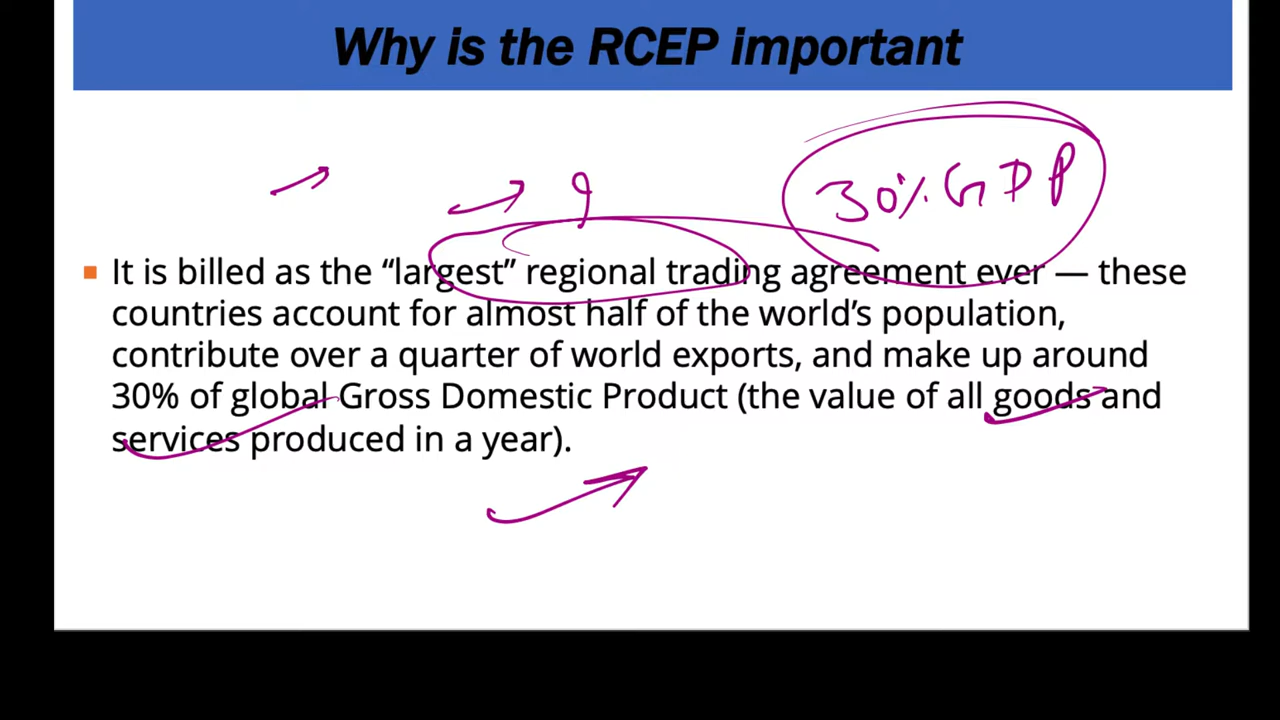 Why is the RCEP important
30% GDP
It is billed as the “largest” regional trading agreement ever — these
countries account for almost half of the world’s population,
contribute over a quarter of world exports, and make up around
30% of global Gross Domestic Product (the value of all goods and
services produced in a year).